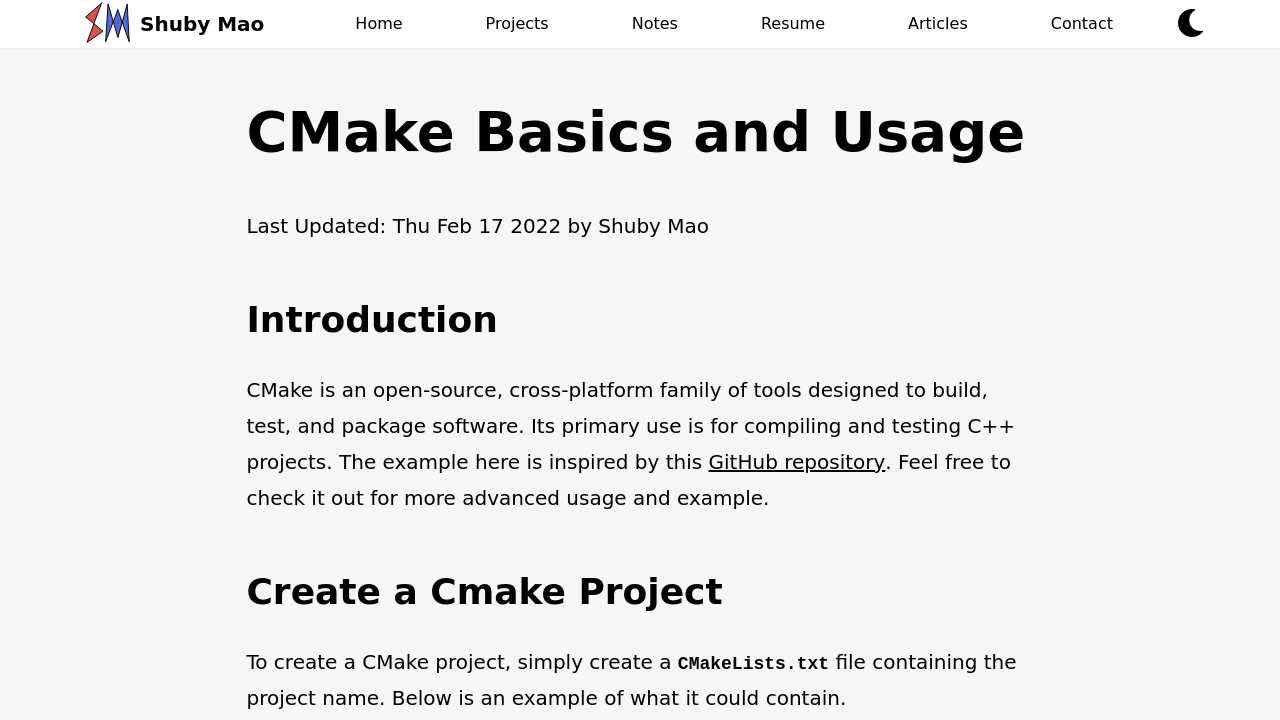 Shuby Mao
Home
Projects
Notes
Resume
Articles
Contact
CMake Basics and Usage
Last Updated: Thu Feb 17 2022 by Shuby Mao
Introduction
CMake is an open-source, cross-platform family of tools designed to build,
test, and package software. Its primary use is for compiling and testing C++
projects. The example here is inspired by this GitHub repository. Feel free to
check it out for more advanced usage and example.
Create a Cmake Project
To create a CMake project, simply create a CMakeLists.txt file containing the
project name. Below is an example of what it could contain.